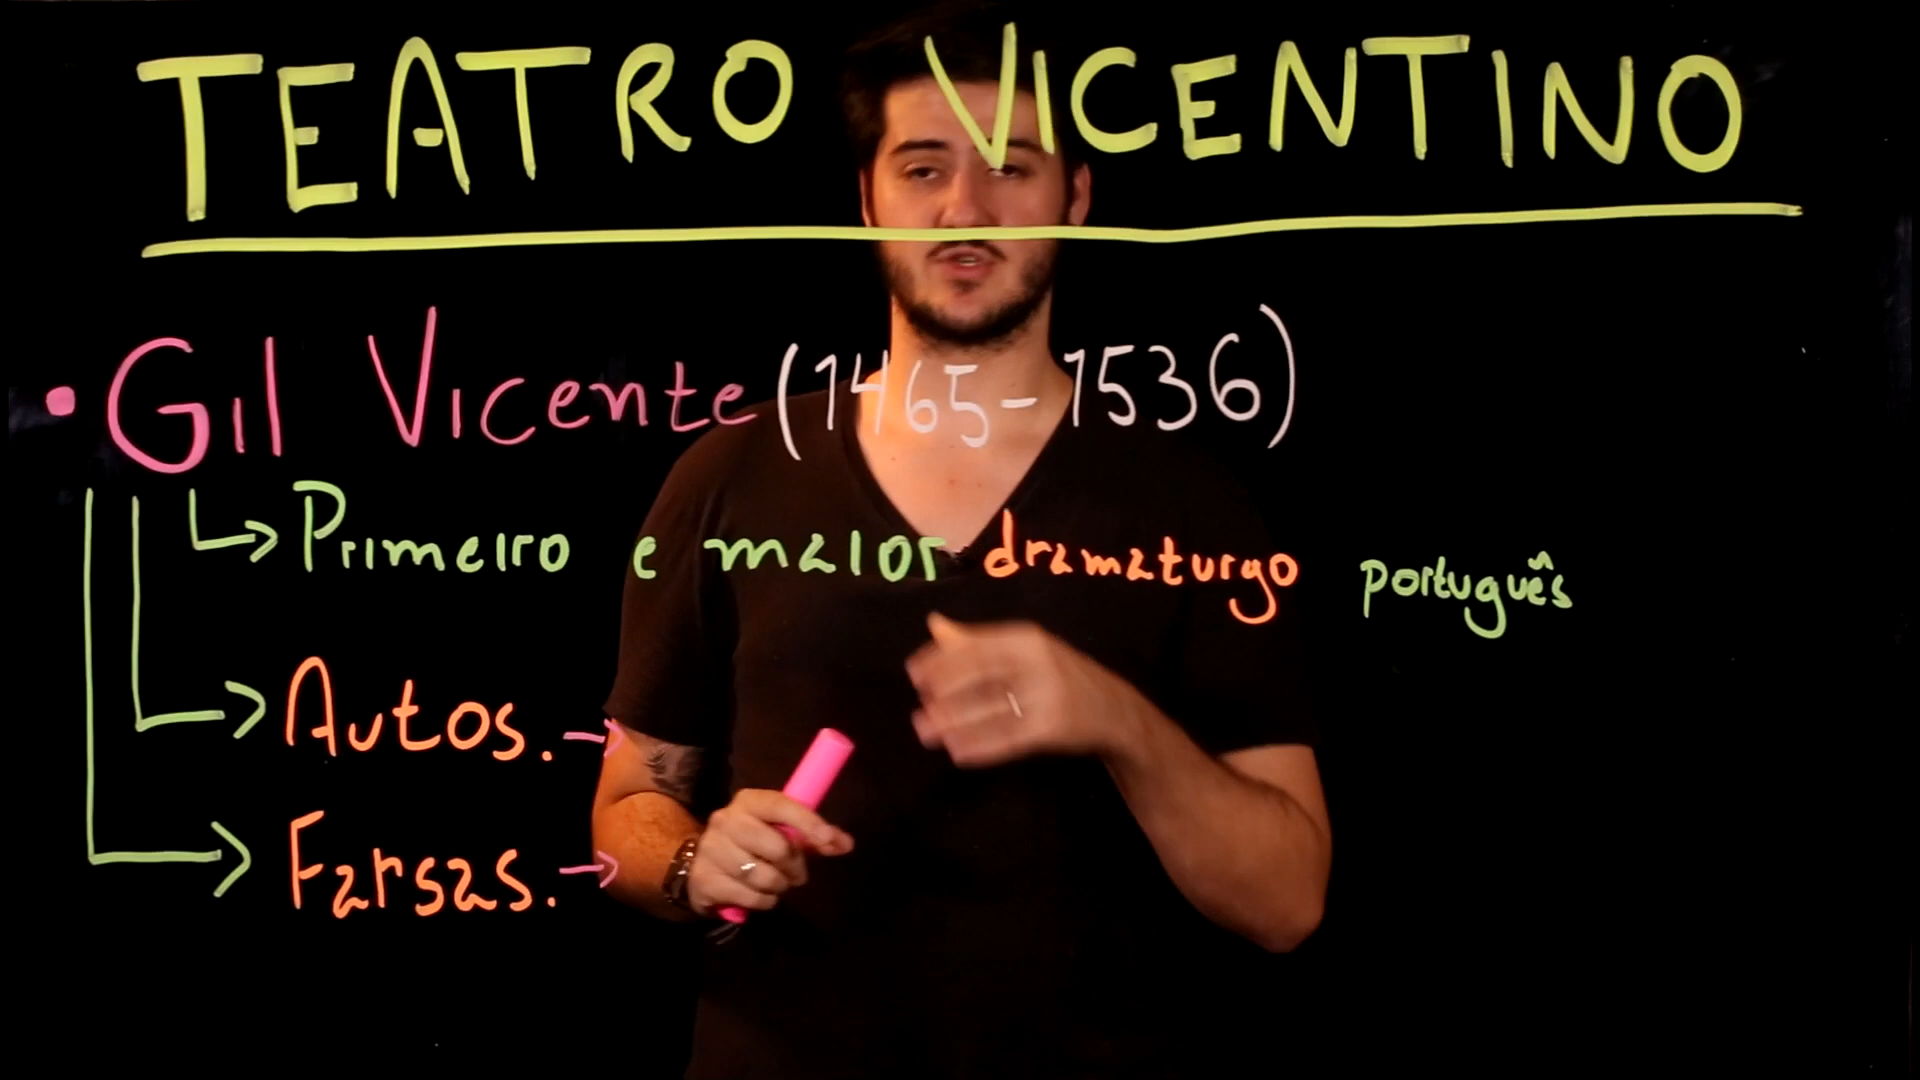 TEATRO VICENTINO
• Gil Vicente (1465-1536)
→ Primeiro e maior dramaturgo português
→ Autos. →
→ Farsas. →